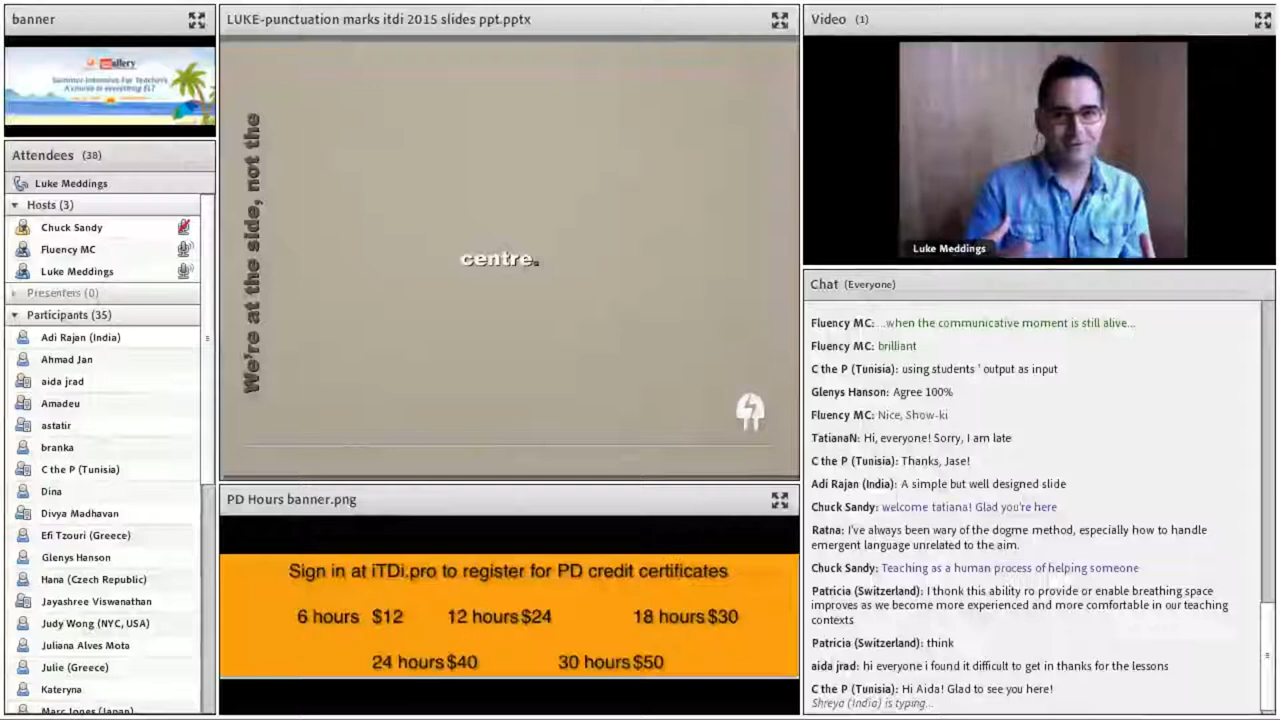 banner
allery
Summer Intensive For Teachers
A course in everything ELT
Attendees (38)
Luke Meddings
Hosts (3)
Chuck Sandy
Fluency MC
Luke Meddings
Presenters (0)
Participants (35)
Adi Rajan (India)
Ahmad Jan
aida jrad
Amadeu
astatir
branka
C the P (Tunisia)
Dina
Divya Madhavan
Efi Tzouri (Greece)
Glenys Hanson
Hana (Czech Republic)
Jayashree Viswanathan
Judy Wong (NYC, USA)
Juliana Alves Mota
Julie (Greece)
Kateryna
Marc Jones (Japan)
LUKE-punctuation marks itdi 2015 slides ppt.pptx
We're at the side, not the
centre.
PD Hours banner.png
Sign in at iTDi.pro to register for PD credit certificates
6 hours $12 12 hours $24 18 hours $30
24 hours $40 30 hours $50
Video (1)
Luke Meddings
Chat (Everyone)
Fluency MC: ...when the communicative moment is still alive...
Fluency MC: brilliant
C the P (Tunisia): using students ' output as input
Glenys Hanson: Agree 100%
Fluency MC: Nice, Show-ki
TatianaN: Hi, everyone! Sorry, I am late
C the P (Tunisia): Thanks, Jase!
Adi Rajan (India): A simple but well designed slide
Chuck Sandy: welcome tatiana! Glad you're here
Ratna: I've always been wary of the dogme method, especially how to handle
emergent language unrelated to the aim.
Chuck Sandy: Teaching as a human process of helping someone
Patricia (Switzerland): I thonk this ability ro provide or enable breathing space
improves as we become more experienced and more comfortable in our teaching
contexts
Patricia (Switzerland): think
aida jrad: hi everyone i found it difficult to get in thanks for the lessons
C the P (Tunisia): Hi Aida! Glad to see you here!
Shreya (India) is typing...